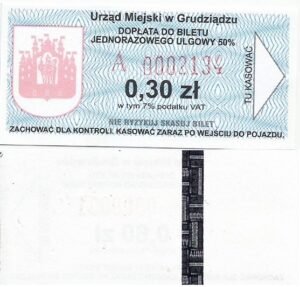 Urząd Miejski w Grudziądzu
DOPŁATA DO BILETU
JEDNORAZOWEGO ULGOWY 50%
A 0002134
0,30 zł
w tym 7% podatku VAT
NIE RYZYKUJ SKASUJ BILET
TU KASOWAĆ
ZACHOWAĆ DLA KONTROLI. KASOWAĆ ZARAZ PO WEJŚCIU DO POJAZDU.